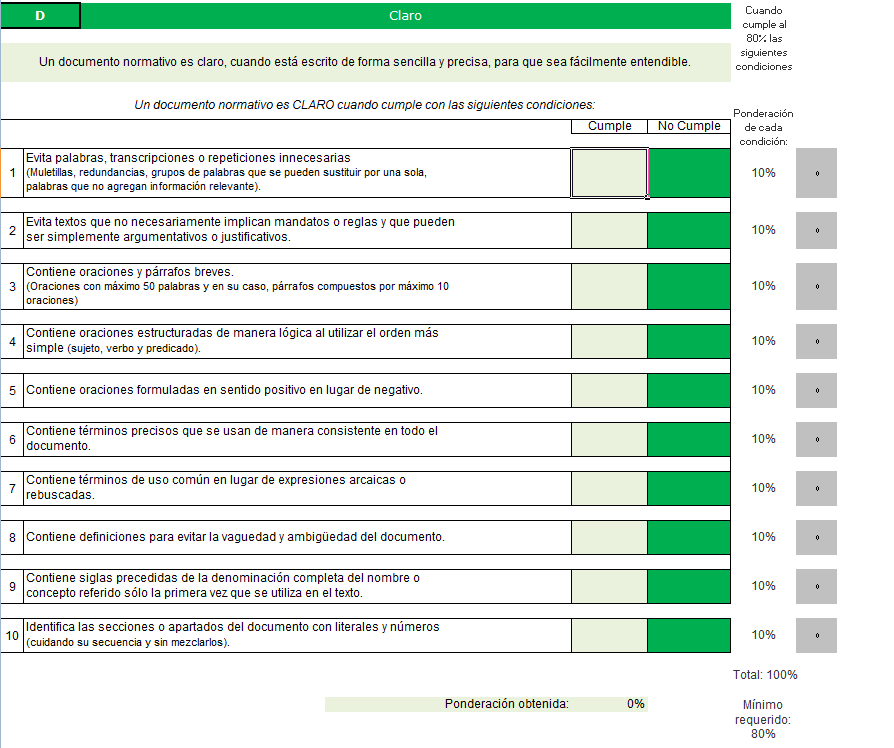 D Claro
Cuando
cumple al
80% las
siguientes
condiciones
Un documento normativo es claro, cuando está escrito de forma sencilla y precisa, para que sea fácilmente entendible.
Un documento normativo es CLARO cuando cumple con las siguientes condiciones:
Ponderación
de cada
condición:
Cumple No Cumple
1 Evita palabras, transcripciones o repeticiones innecesarias
(Muletillas, redundancias, grupos de palabras que se pueden sustituir por una sola,
palabras que no agregan información relevante).
10% 0
2 Evita textos que no necesariamente implican mandatos o reglas y que pueden
ser simplemente argumentativos o justificativos.
10% 0
3 Contiene oraciones y párrafos breves.
(Oraciones con máximo 50 palabras y en su caso, párrafos compuestos por máximo 10
oraciones)
10% 0
4 Contiene oraciones estructuradas de manera lógica al utilizar el orden más
simple (sujeto, verbo y predicado).
10% 0
5 Contiene oraciones formuladas en sentido positivo en lugar de negativo.
10% 0
6 Contiene términos precisos que se usan de manera consistente en todo el
documento.
10% 0
7 Contiene términos de uso común en lugar de expresiones arcaicas o
rebuscadas.
10% 0
8 Contiene definiciones para evitar la vaguedad y ambigüedad del documento.
10% 0
9 Contiene siglas precedidas de la denominación completa del nombre o
concepto referido sólo la primera vez que se utiliza en el texto.
10% 0
10 Identifica las secciones o apartados del documento con literales y números
(cuidando su secuencia y sin mezclarlos).
10% 0
Total: 100%
Ponderación obtenida: 0%
Mínimo
requerido:
80%